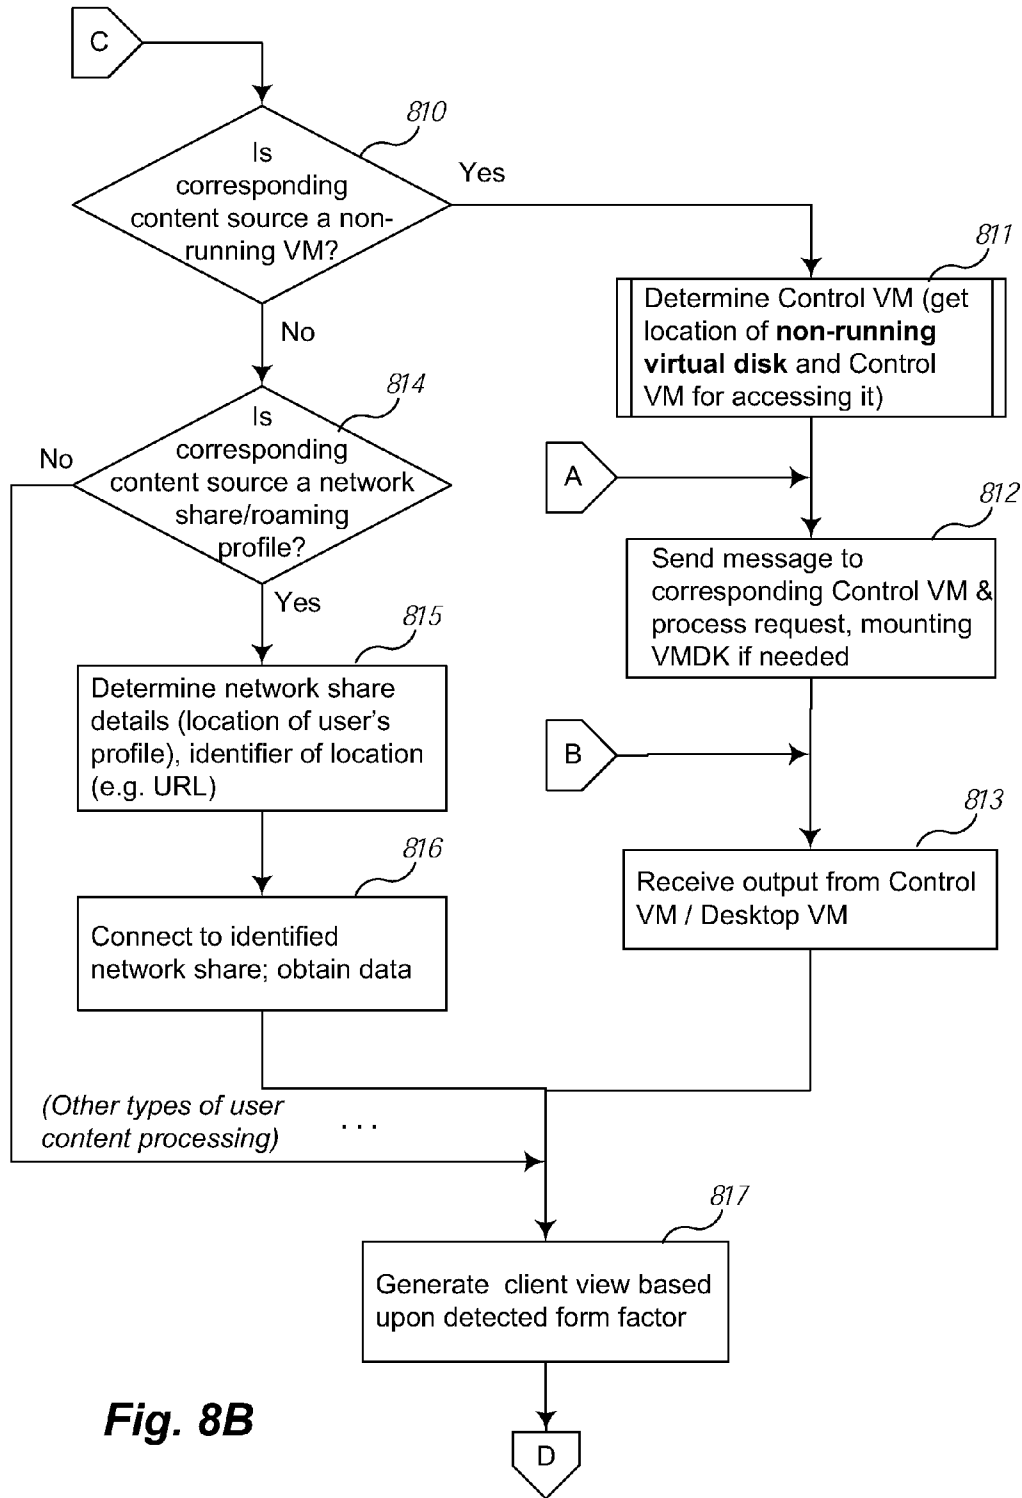 C
810
Is
corresponding
content source a non-
running VM?
Yes
No
811
Determine Control VM (get
location of non-running
virtual disk and Control
VM for accessing it)
814
Is
corresponding
content source a network
share/roaming
profile?
No
Yes
A
812
Send message to
corresponding Control VM &
process request, mounting
VMDK if needed
815
Determine network share
details (location of user's
profile), identifier of location
(e.g. URL)
B
813
Receive output from Control
VM / Desktop VM
816
Connect to identified
network share; obtain data
(Other types of user
content processing)
. . .
817
Generate client view based
upon detected form factor
Fig. 8B
D